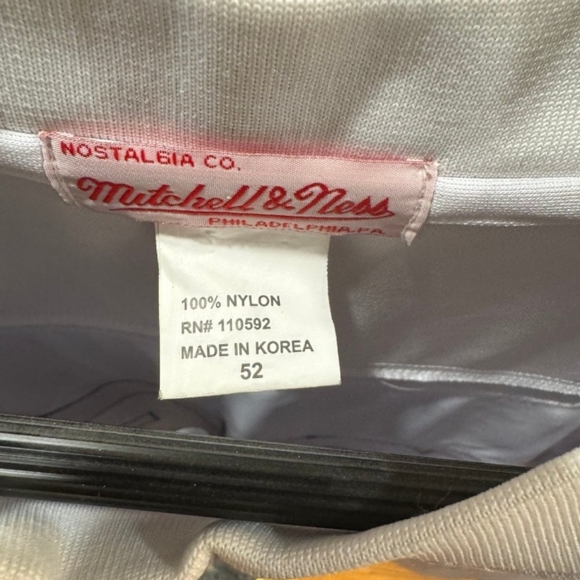 NOSTALGIA CO.
Mitchell & Ness
PHILADELPHIA, PA.
100% NYLON
RN# 110592
MADE IN KOREA
52